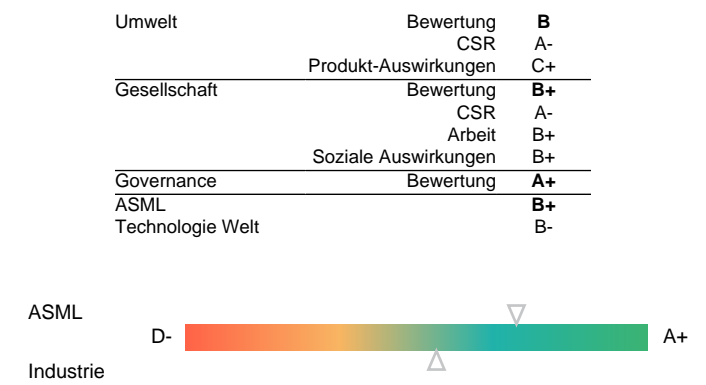 Umwelt Bewertung B
CSR A-
Produkt-Auswirkungen C+
Gesellschaft Bewertung B+
CSR A-
Arbeit B+
Soziale Auswirkungen B+
Governance Bewertung A+
ASML B+
Technologie Welt B-
ASML
D- A+
Industrie